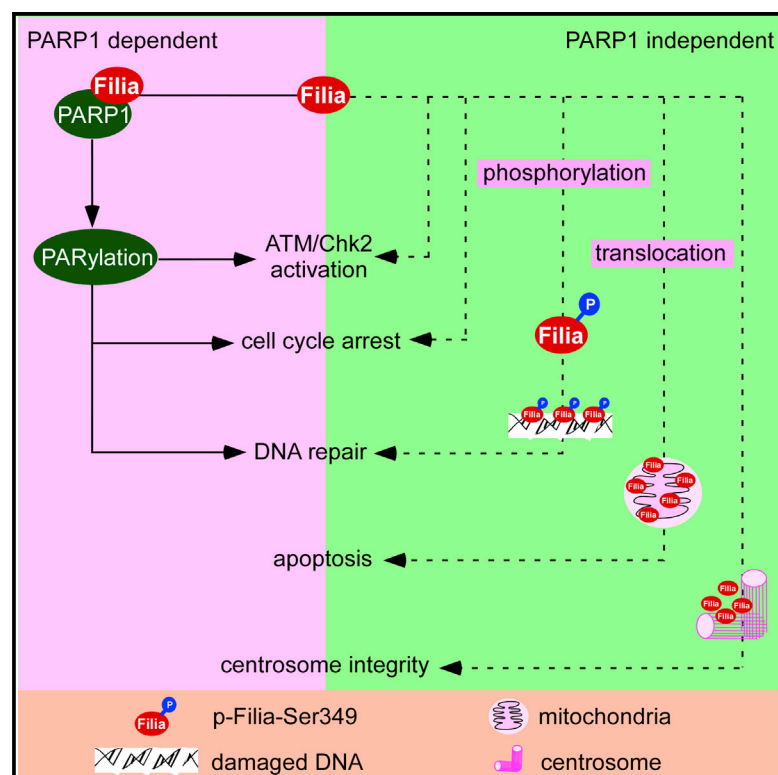 PARP1 dependent
PARP1 independent
Filia
PARP1
Filia
phosphorylation
translocation
PARylation
ATM/Chk2
activation
P
Filia
cell cycle arrest
P P P
Filia Filia Filia
DNA repair
Filia
Filia
Filia
Filia
Filia
apoptosis
Filia
Filia
Filia
Filia
centrosome integrity
P
Filia
p-Filia-Ser349
mitochondria
damaged DNA
centrosome